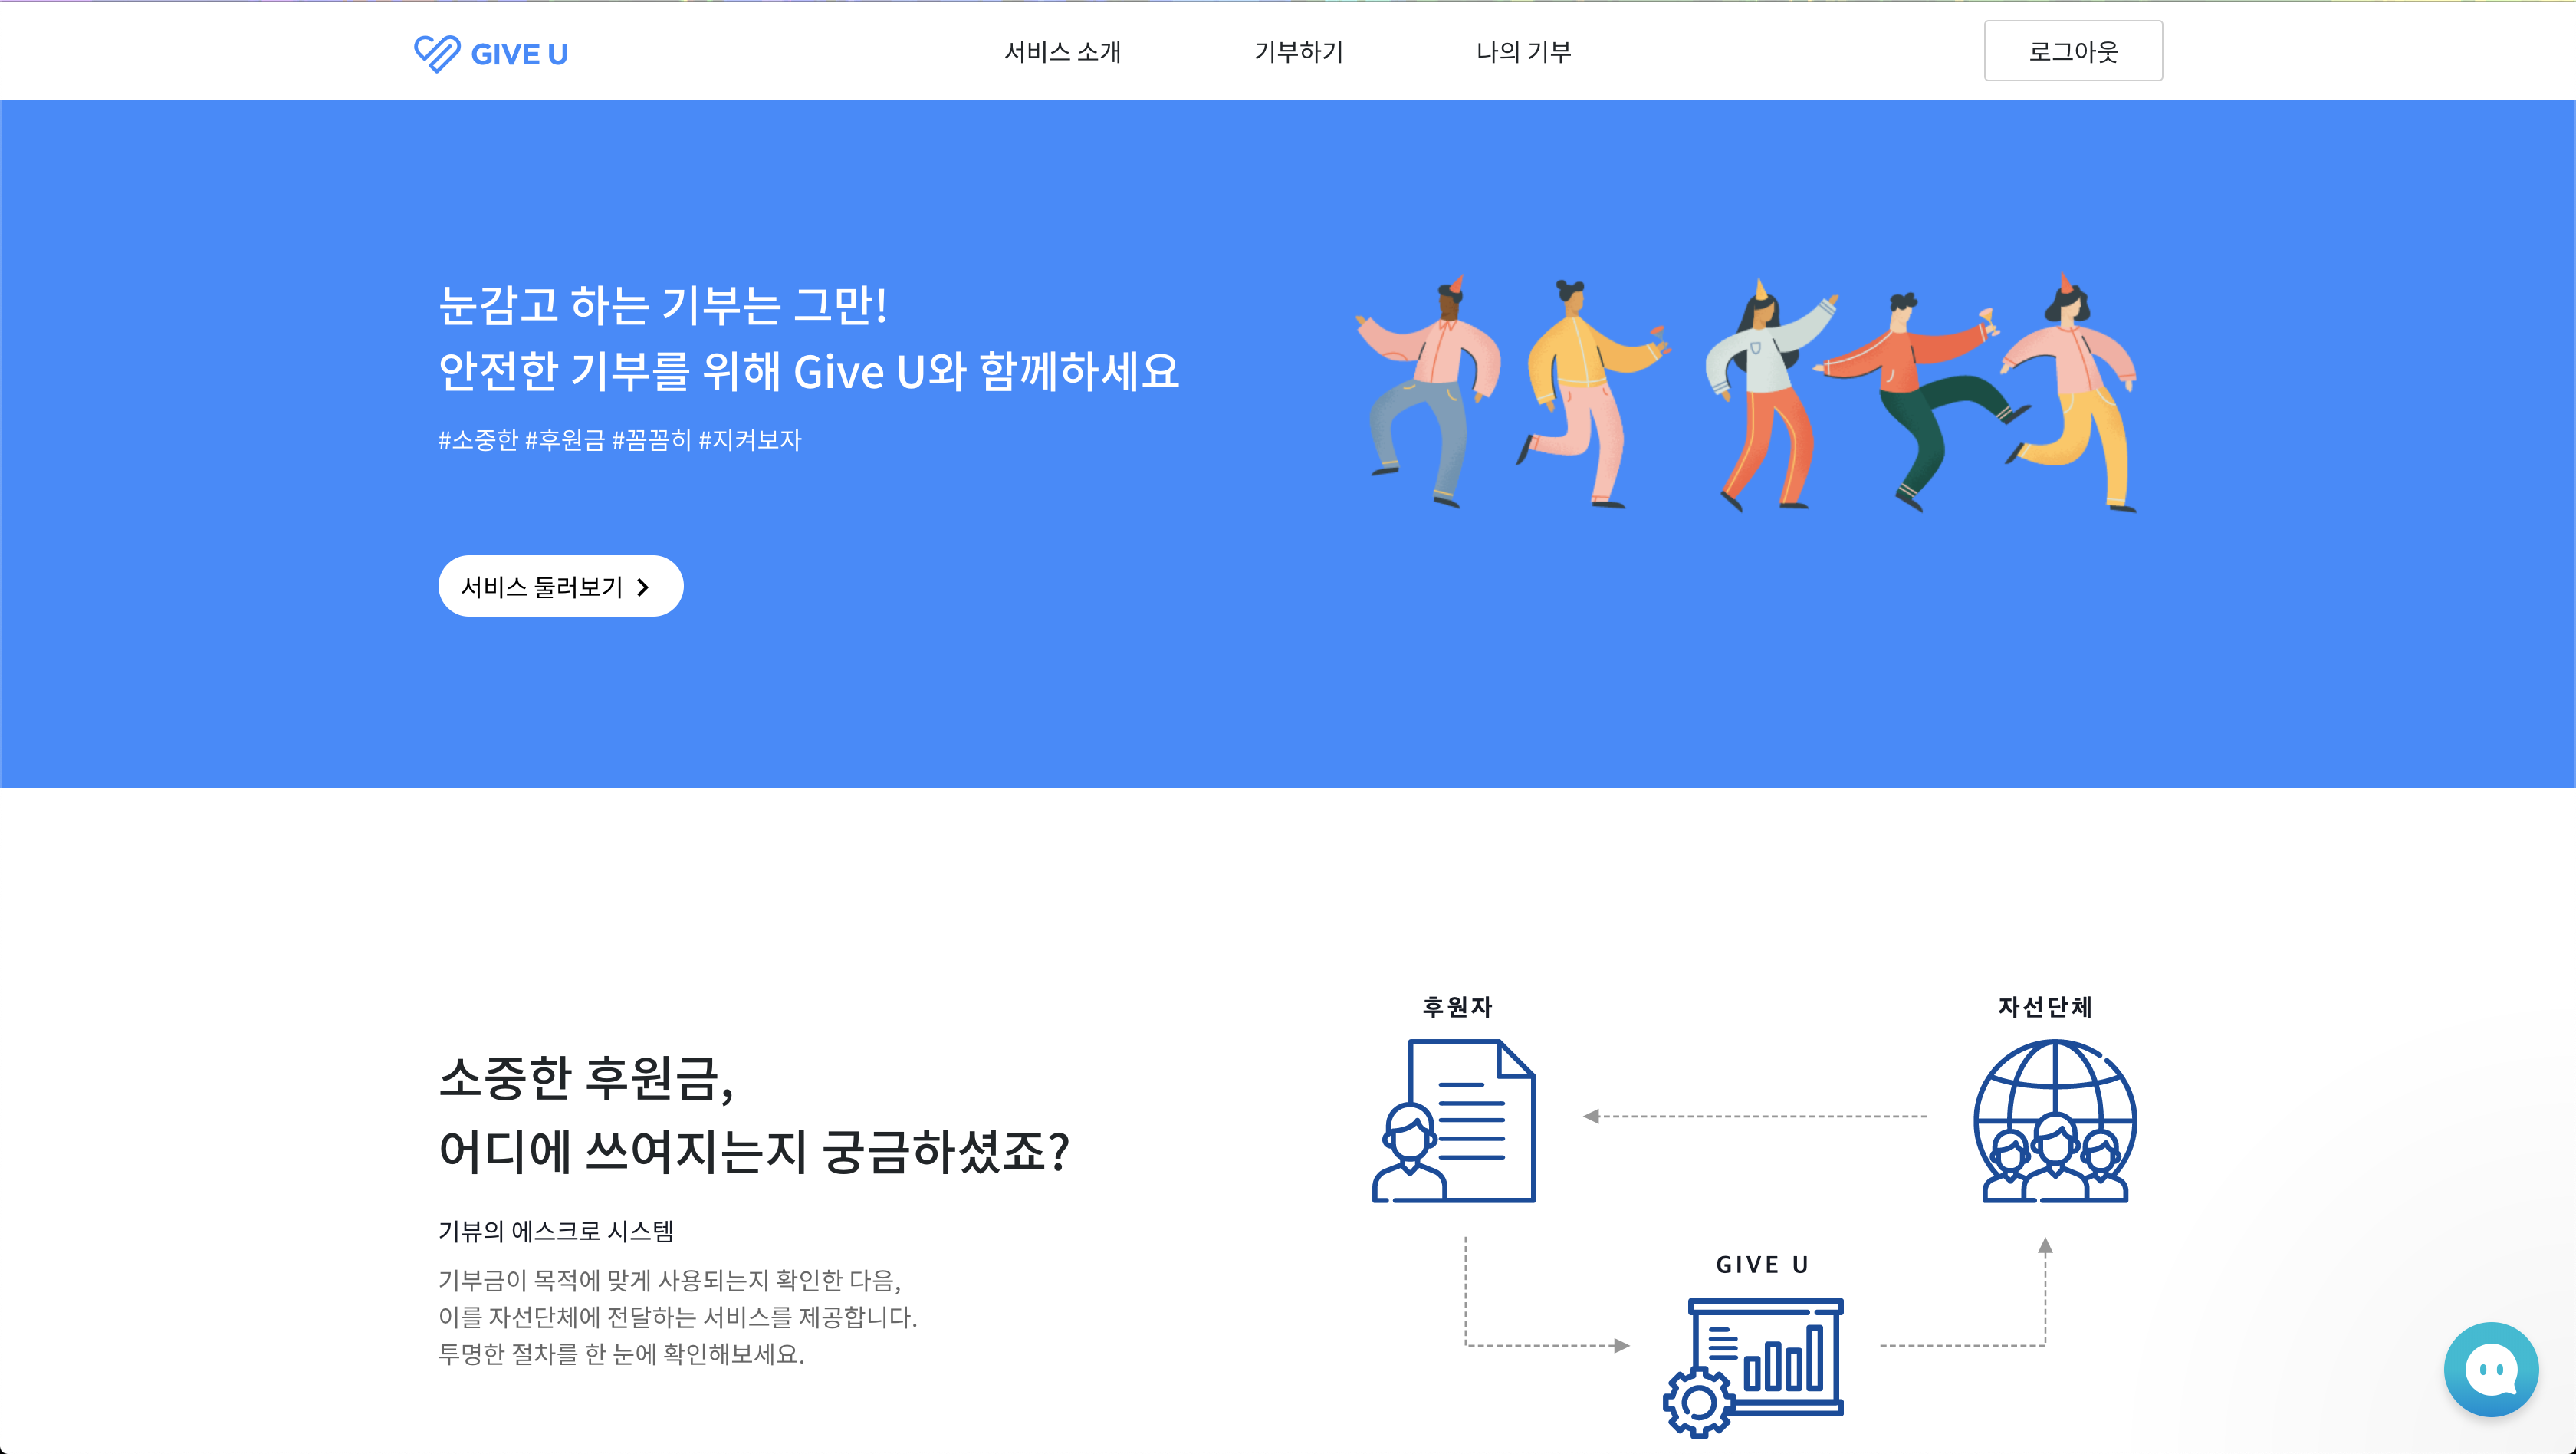 GIVE U
서비스 소개
기부하기
나의 기부
로그아웃
눈감고 하는 기부는 그만!
안전한 기부를 위해 Give U와 함께하세요
#소중한 #후원금 #꼼꼼히 #지켜보자
서비스 둘러보기
소중한 후원금,
어디에 쓰여지는지 궁금하셨죠?
기뷰의 에스크로 시스템
기부금이 목적에 맞게 사용되는지 확인한 다음,
이를 자선단체에 전달하는 서비스를 제공합니다.
투명한 절차를 한 눈에 확인해보세요.
후원자
자선단체
GIVE U